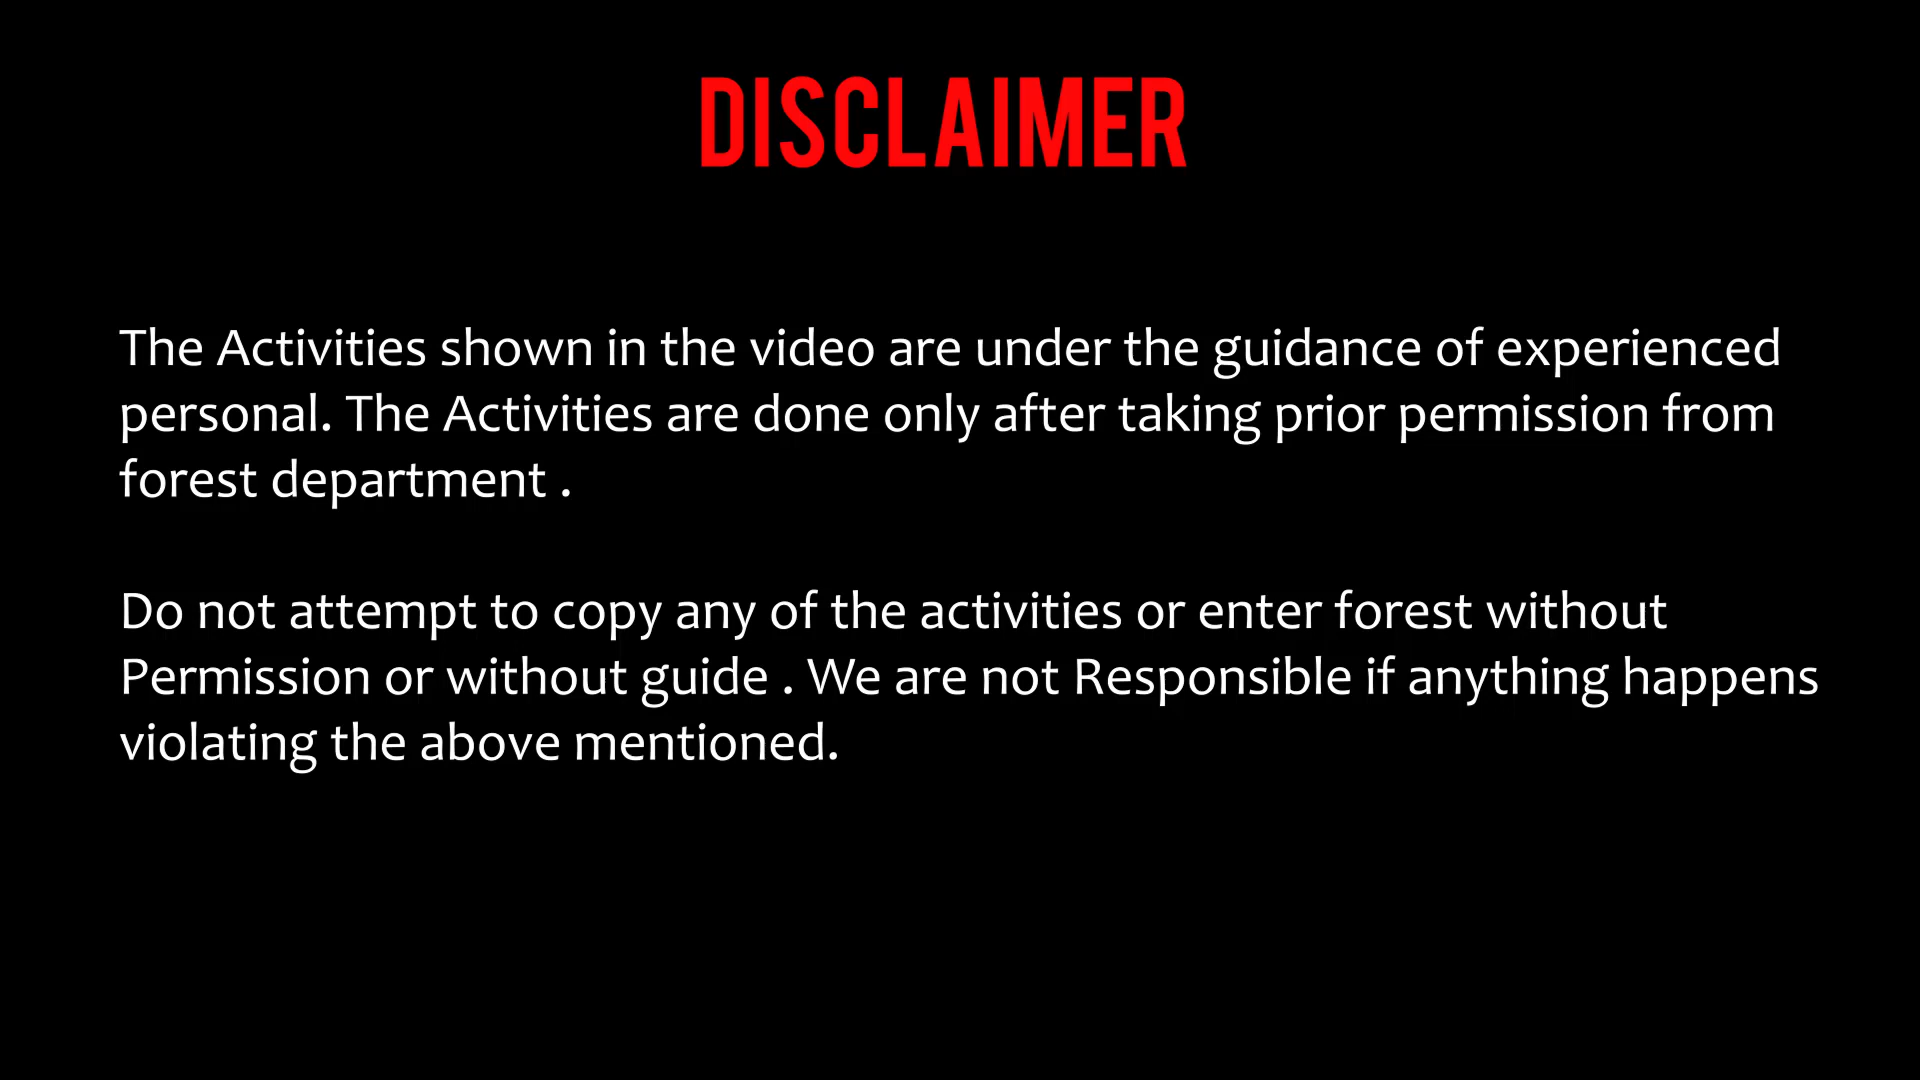 DISCLAIMER
The Activities shown in the video are under the guidance of experienced
personal. The Activities are done only after taking prior permission from
forest department .
Do not attempt to copy any of the activities or enter forest without
Permission or without guide . We are not Responsible if anything happens
violating the above mentioned.